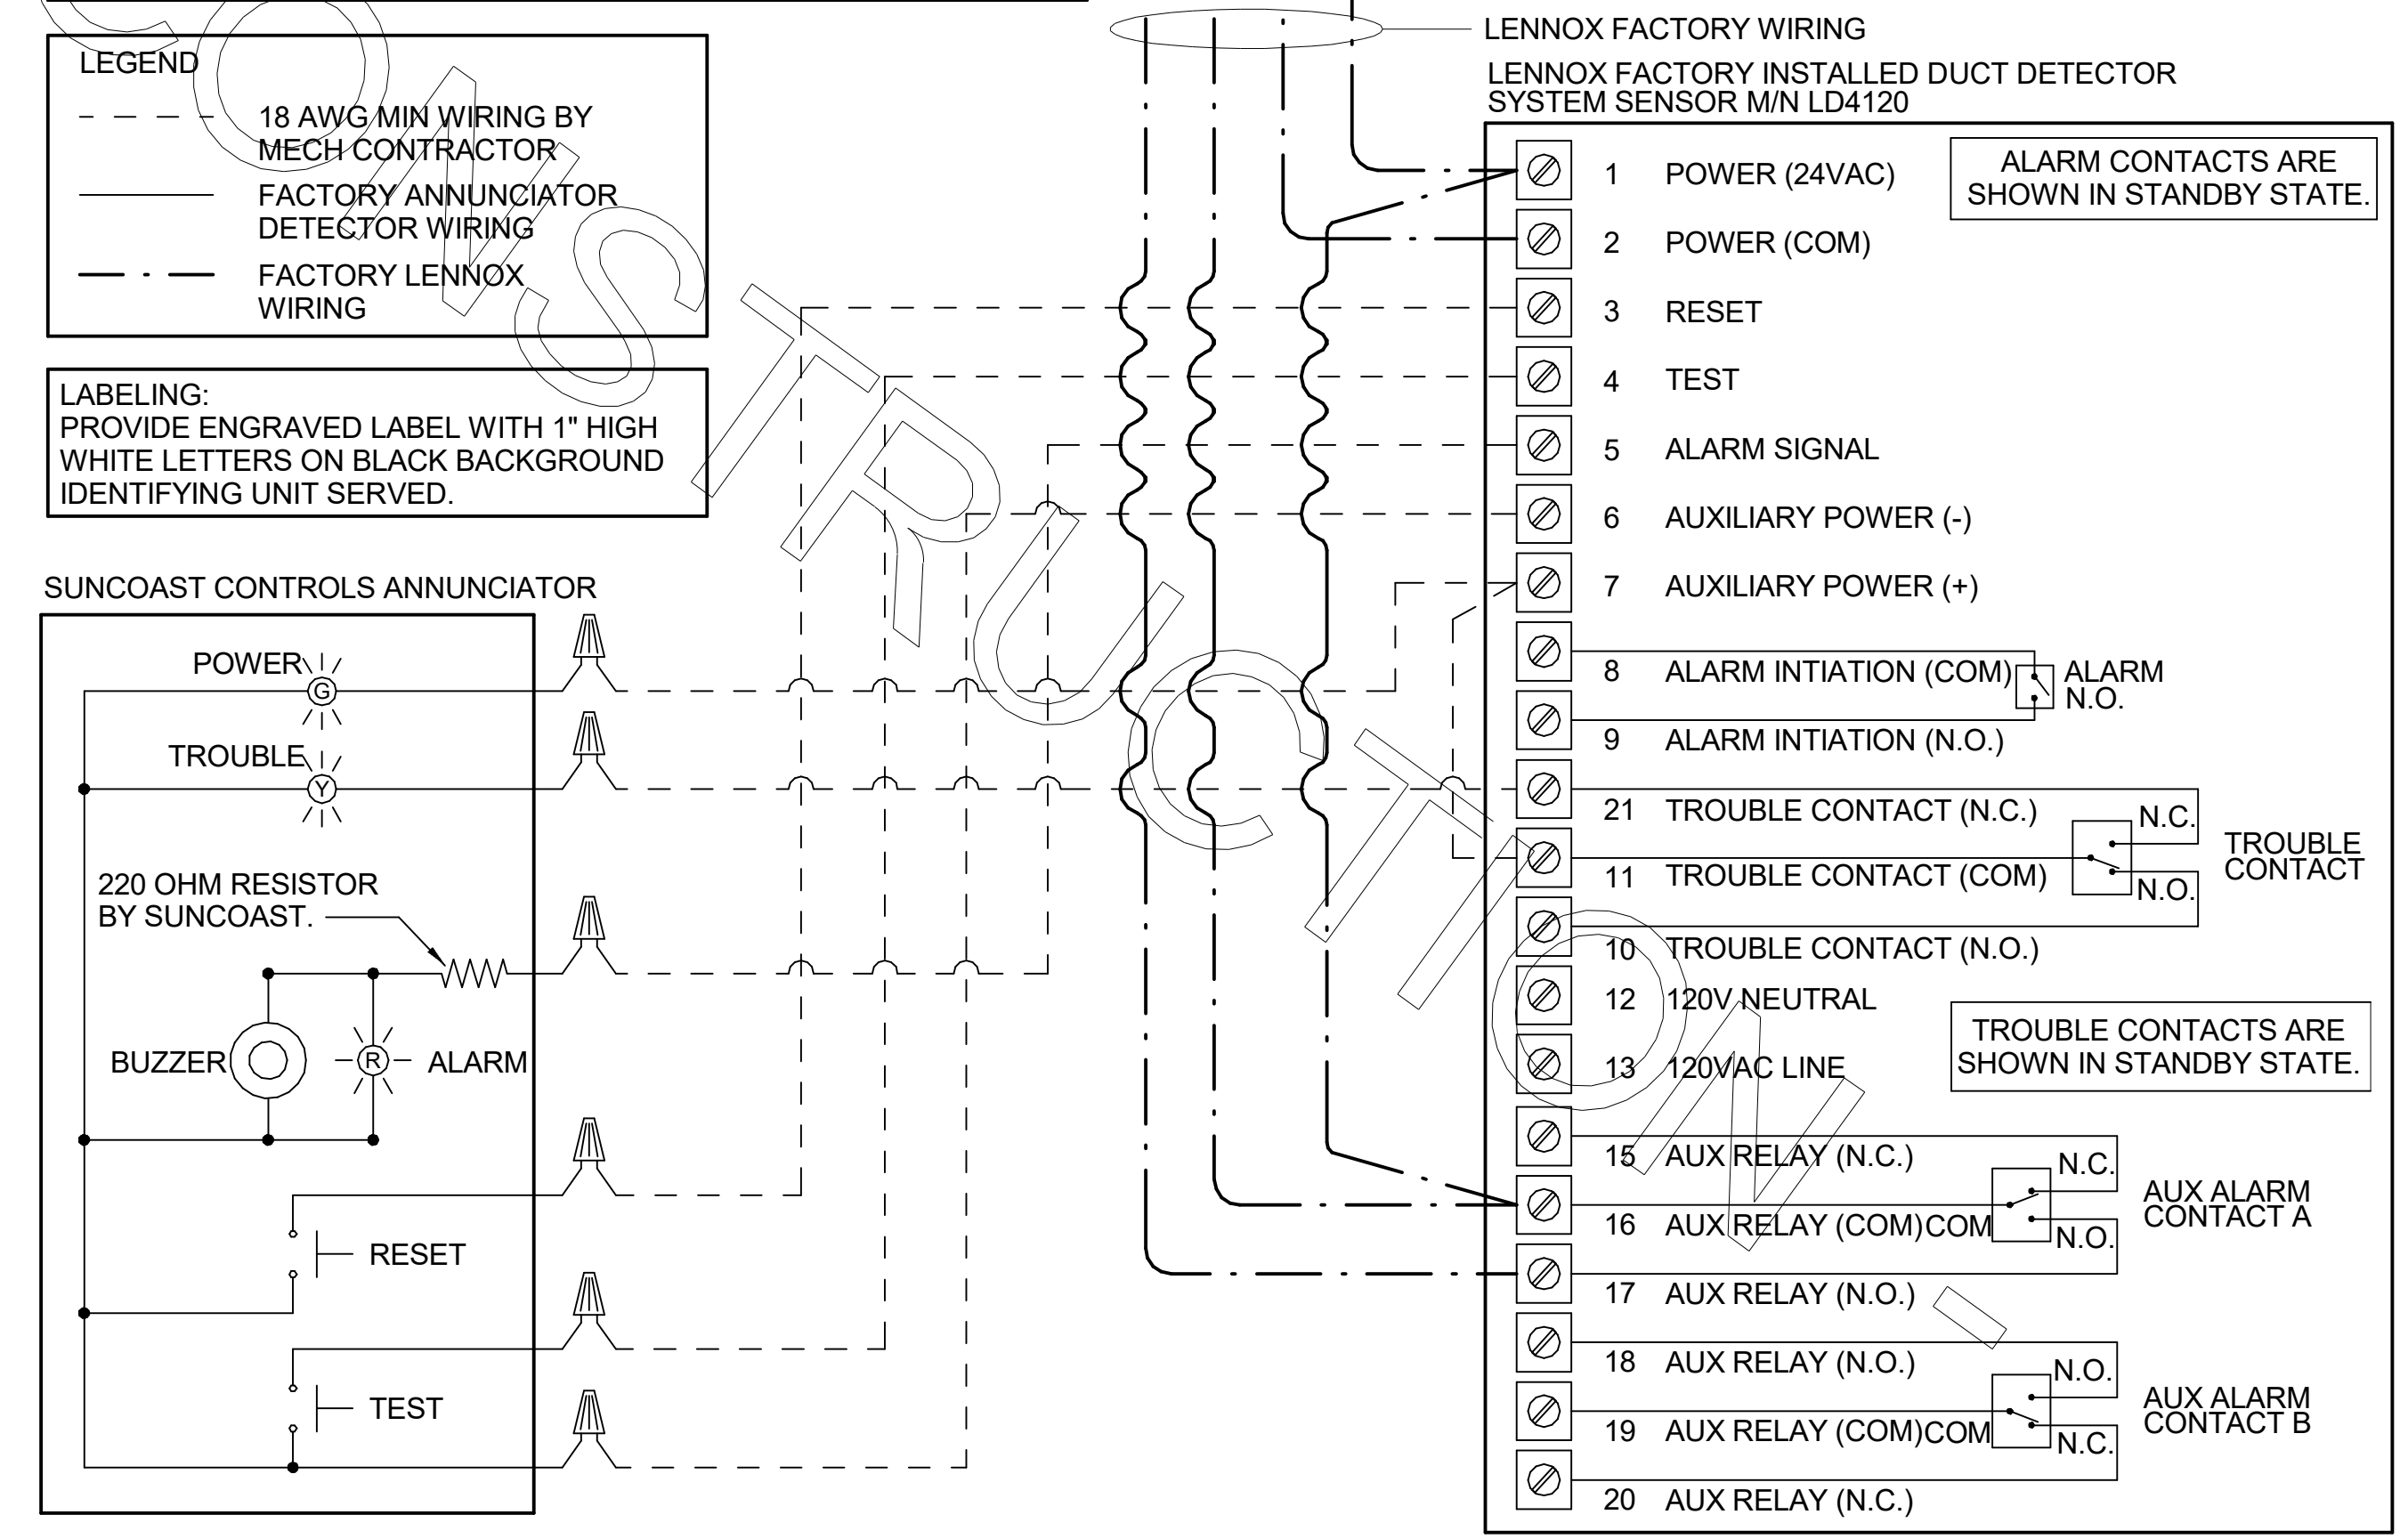 LEGEND
18 AWG MIN WIRING BY
MECH CONTRACTOR
FACTORY ANNUNCIATOR
DETECTOR WIRING
FACTORY LENNOX
WIRING
LABELING:
PROVIDE ENGRAVED LABEL WITH 1" HIGH
WHITE LETTERS ON BLACK BACKGROUND
IDENTIFYING UNIT SERVED.
SUNCOAST CONTROLS ANNUNCIATOR
POWER
G
TROUBLE
Y
220 OHM RESISTOR
BY SUNCOAST.
BUZZER
R
ALARM
RESET
TEST
LENNOX FACTORY WIRING
LENNOX FACTORY INSTALLED DUCT DETECTOR
SYSTEM SENSOR M/N LD4120
ALARM CONTACTS ARE
SHOWN IN STANDBY STATE.
1 POWER (24VAC)
2 POWER (COM)
3 RESET
4 TEST
5 ALARM SIGNAL
6 AUXILIARY POWER (-)
7 AUXILIARY POWER (+)
8 ALARM INTIATION (COM)
ALARM
N.O.
9 ALARM INTIATION (N.O.)
21 TROUBLE CONTACT (N.C.)
N.C.
TROUBLE
CONTACT
11 TROUBLE CONTACT (COM)
N.O.
10 TROUBLE CONTACT (N.O.)
12 120V NEUTRAL
13 120VAC LINE
TROUBLE CONTACTS ARE
SHOWN IN STANDBY STATE.
15 AUX RELAY (N.C.)
N.C.
AUX ALARM
CONTACT A
16 AUX RELAY (COM) COM
N.O.
17 AUX RELAY (N.O.)
18 AUX RELAY (N.O.)
N.O.
AUX ALARM
CONTACT B
19 AUX RELAY (COM) COM
N.C.
20 AUX RELAY (N.C.)
CONSTRUCTION